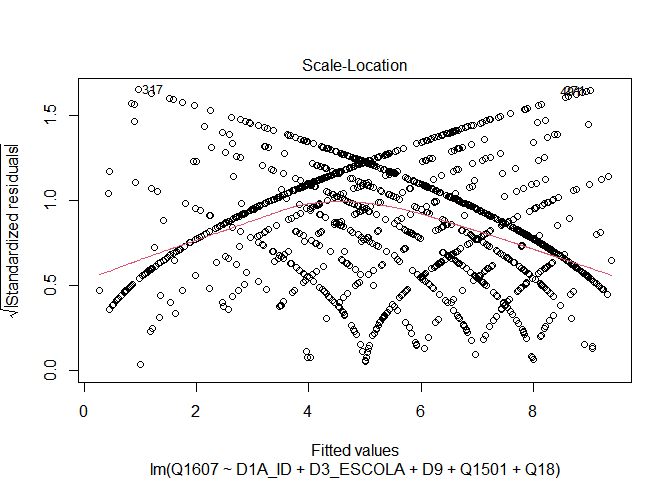 Scale-Location
√|Standardized residuals|
1.5
1.0
0.5
0.0
317
271
0
2
4
6
8
Fitted values
lm(Q1607 ~ D1A_ID + D3_ESCOLA + D9 + Q1501 + Q18)